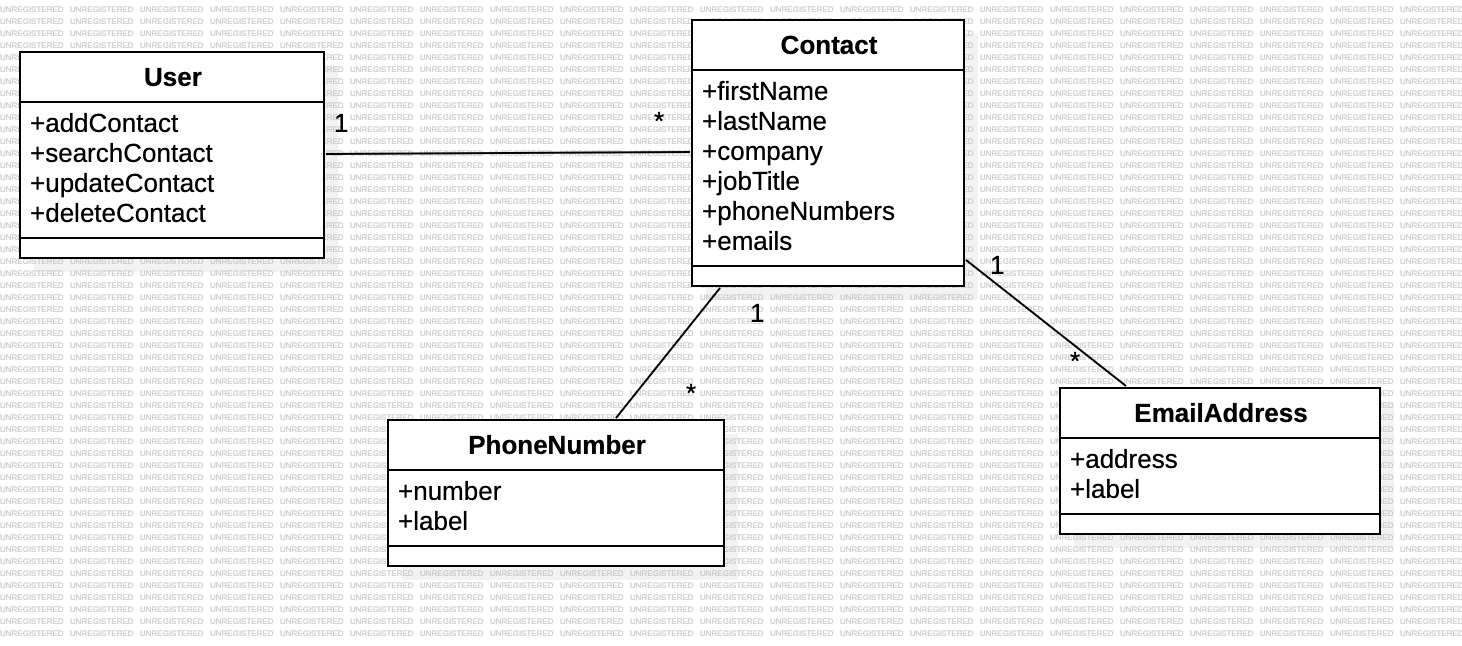 User
+addContact
+searchContact
+updateContact
+deleteContact
1
*
Contact
+firstName
+lastName
+company
+jobTitle
+phoneNumbers
+emails
1
*
1
*
PhoneNumber
+number
+label
EmailAddress
+address
+label
UNREGISTERED